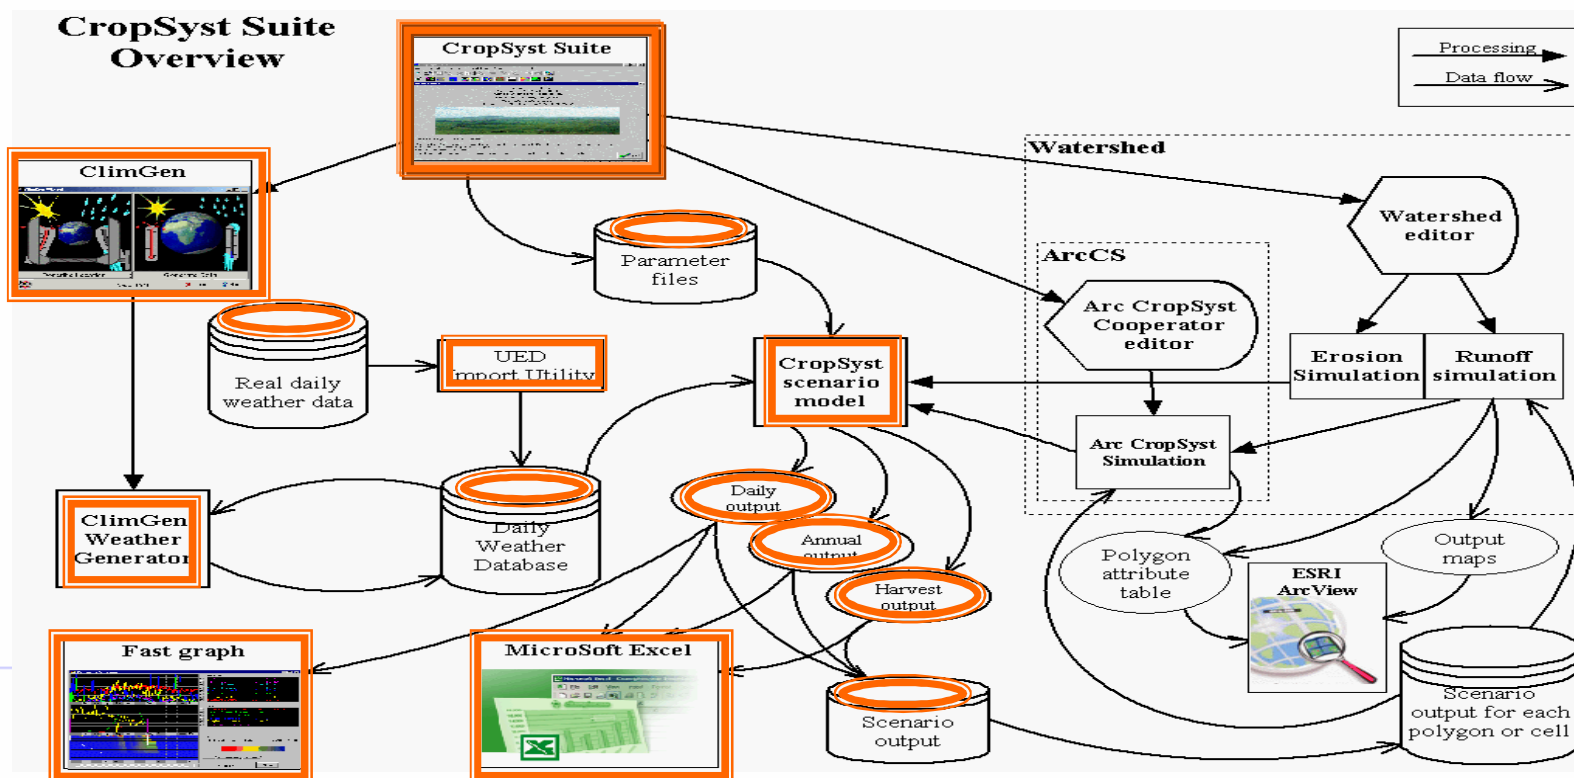 CropSyst Suite
Overview
CropSyst Suite
Processing
Data flow
Watershed
ClimGen
Watershed
editor
Parameter
files
ArcCS
Arc CropSyst
Cooperator
editor
Real daily
weather data
UED
Import Utility
CropSyst
scenario
model
Erosion
Simulation
Runoff
simulation
Arc CropSyst
Simulation
ClimGen
Weather
Generator
Daily
Weather
Database
Daily
output
Annual
output
Harvest
output
Polygon
attribute
table
Output
maps
ESRI
ArcView
Fast graph
MicroSoft Excel
Scenario
output
Scenario
output for each
polygon or cell